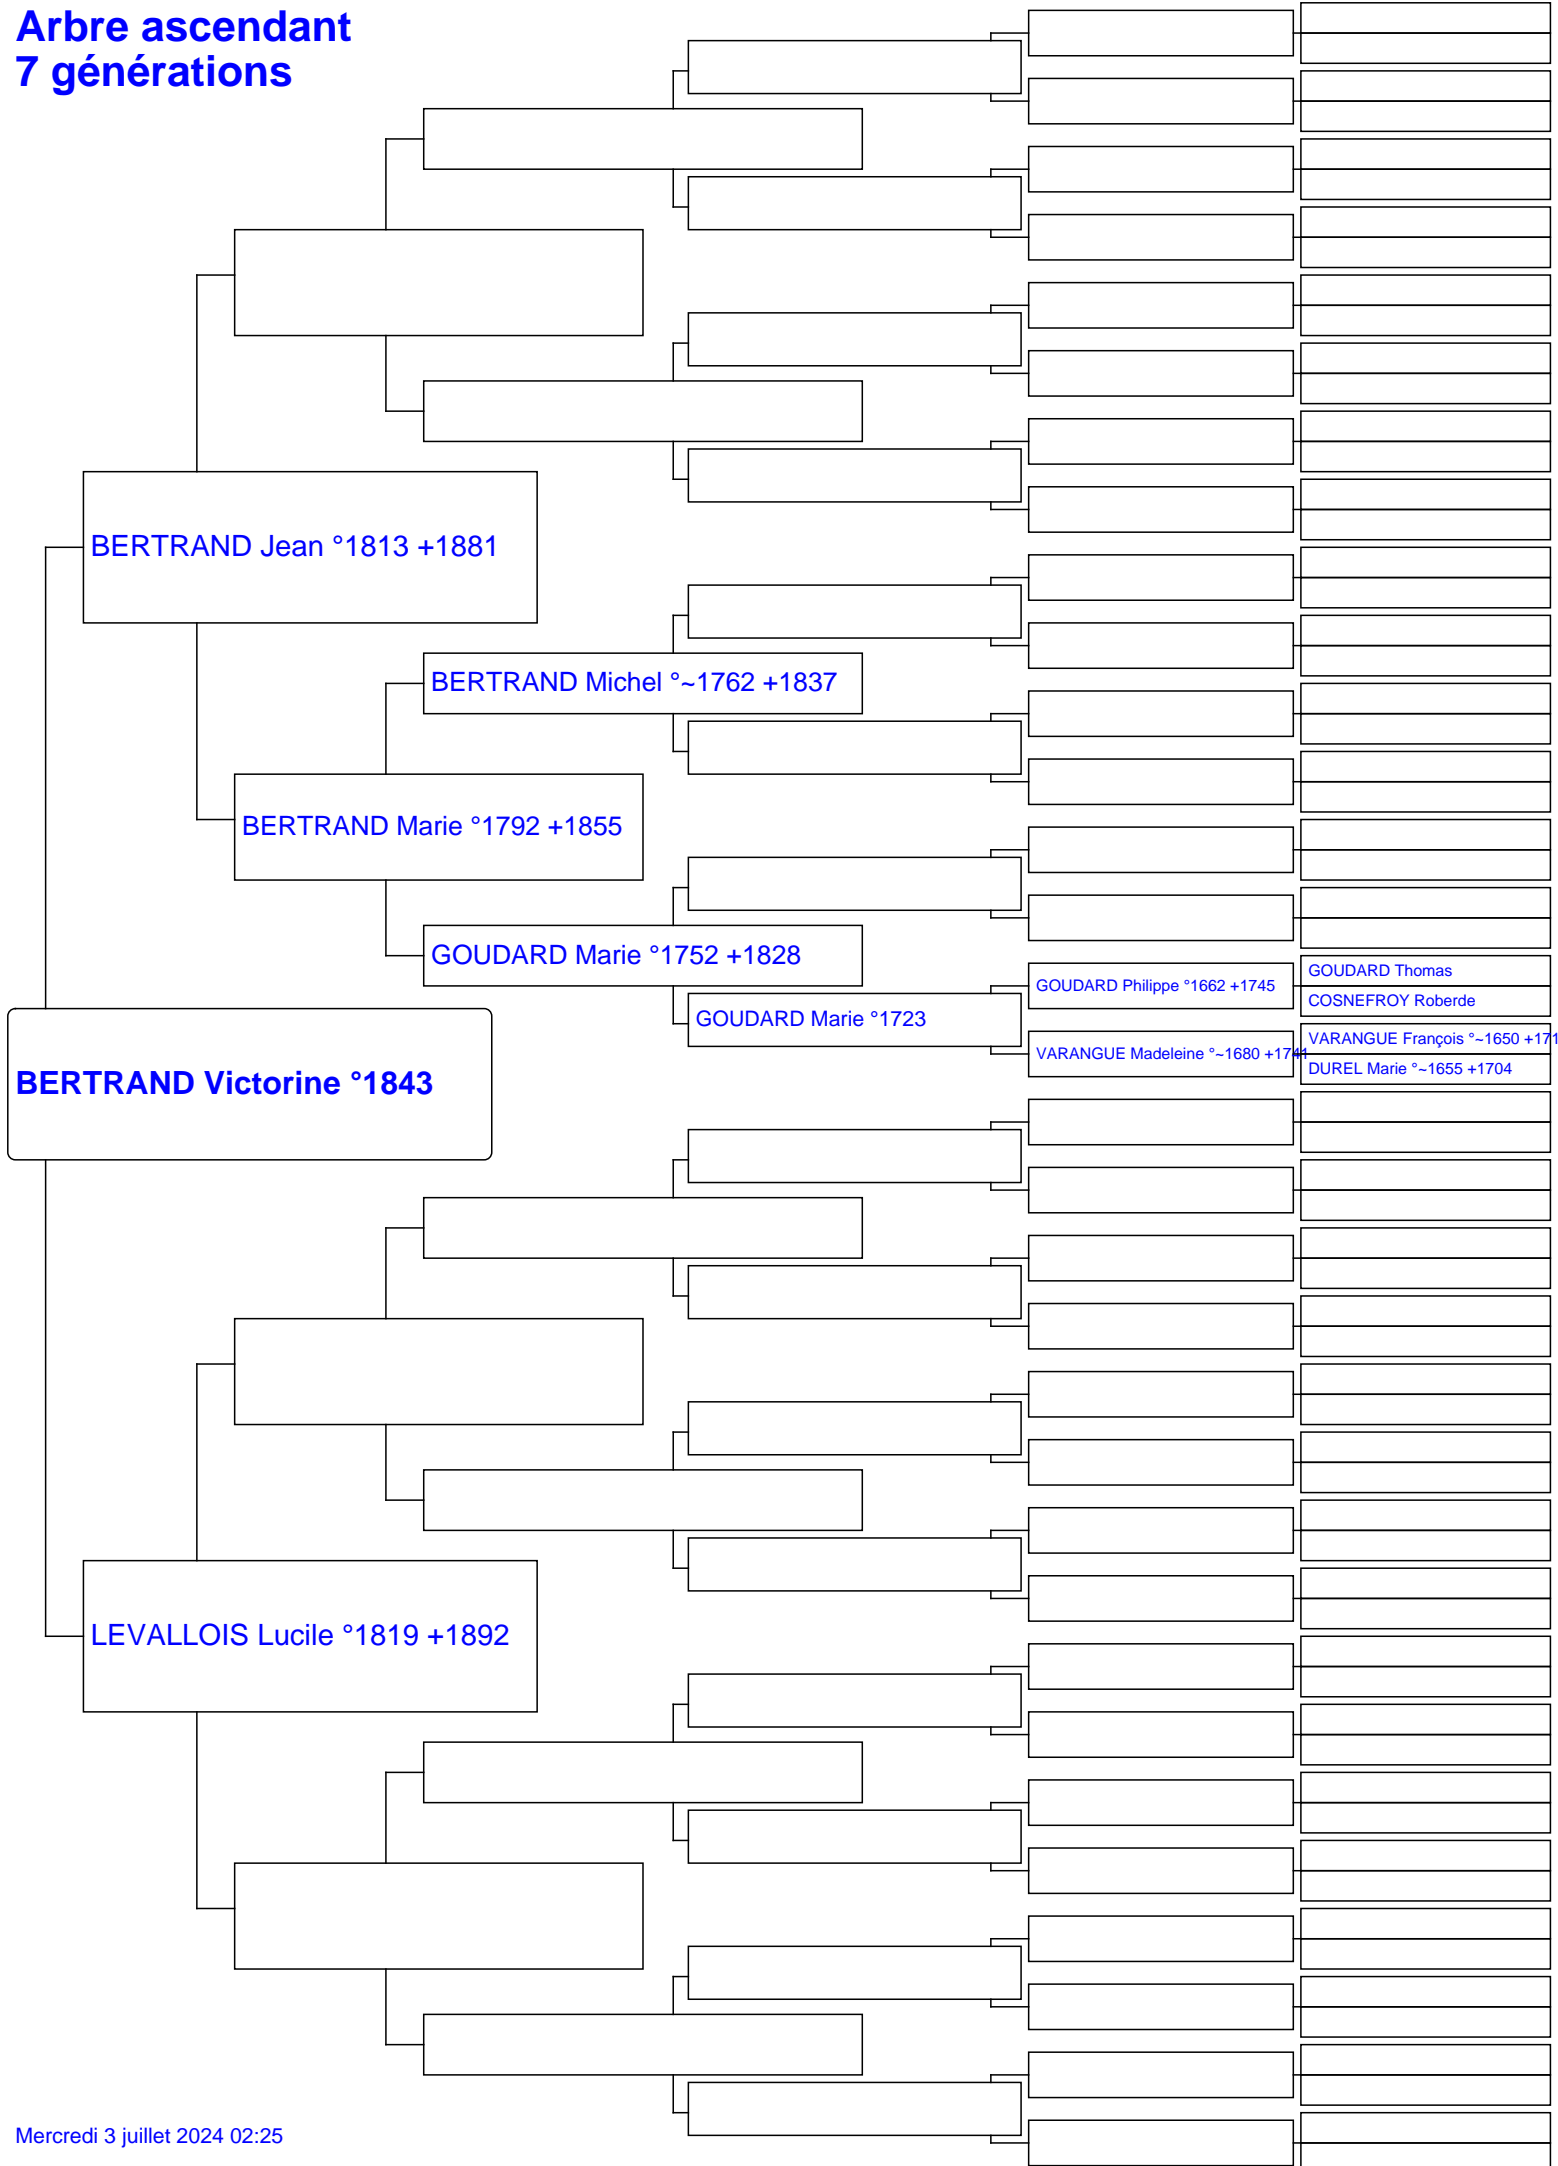 Arbre ascendant
7 générations
BERTRAND Jean °1813 +1881
BERTRAND Michel °~1762 +1837
BERTRAND Marie °1792 +1855
GOUDARD Marie °1752 +1828
GOUDARD Thomas
GOUDARD Philippe °1662 +1745
COSNEFROY Roberde
GOUDARD Marie °1723
VARANGUE François °~1650 +171
VARANGUE Madeleine °~1680 +1741
DUREL Marie °~1655 +1704
BERTRAND Victorine °1843
LEVALLOIS Lucile °1819 +1892
Mercredi 3 juillet 2024 02:25